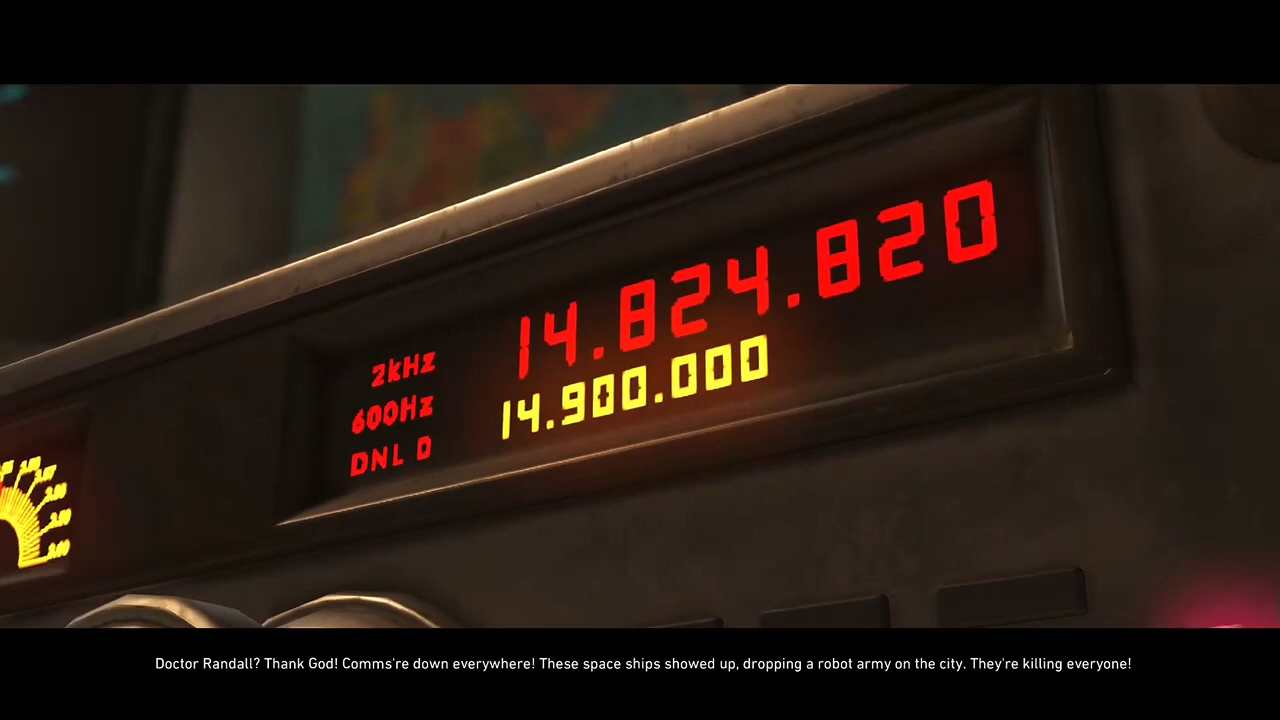 14.824.820
2kHz
14.900.000
600Hz
DNL D
Doctor Randall? Thank God! Comms're down everywhere! These space ships showed up, dropping a robot army on the city. They're killing everyone!